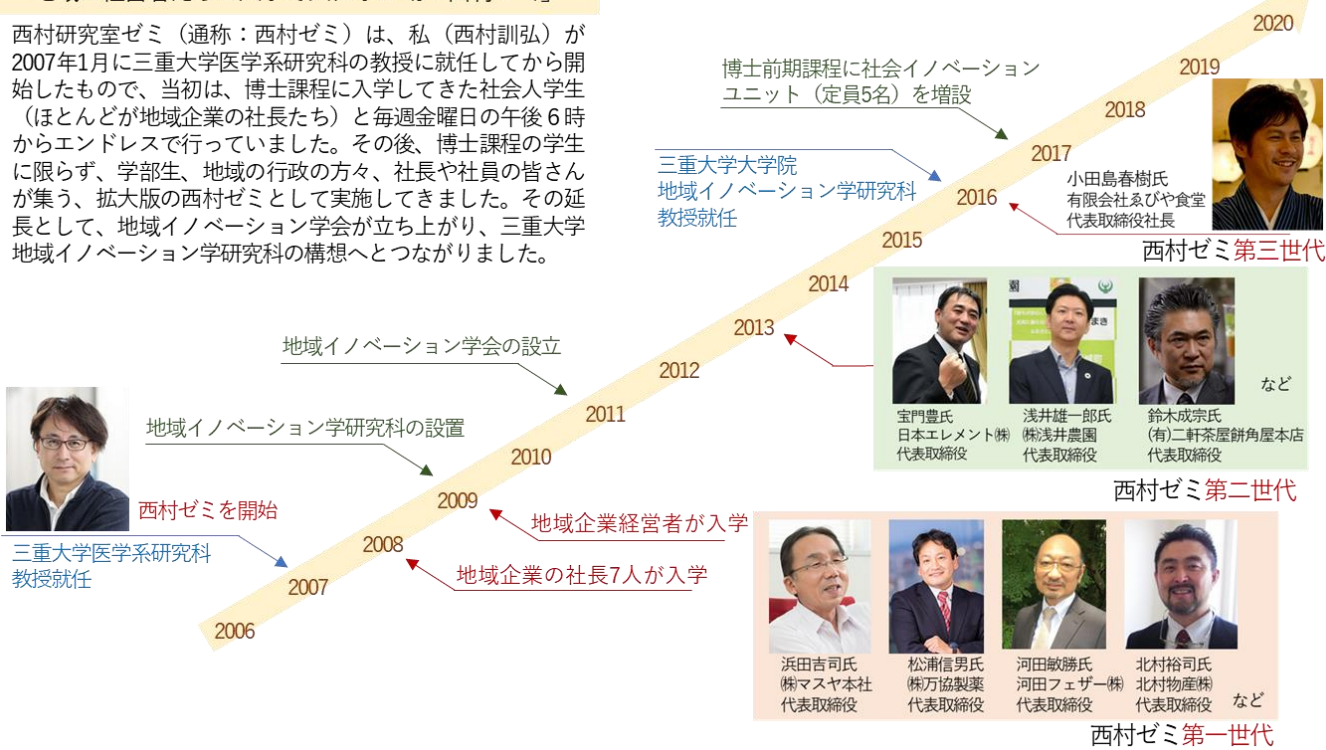 西村研究室ゼミ（通称：西村ゼミ）は、私（西村訓弘）が
2007年1月に三重大学医学系研究科の教授に就任してから開
始したもので、当初は、博士課程に入学してきた社会人学生
（ほとんどが地域企業の社長たち）と毎週金曜日の午後６時
からエンドレスで行っていました。その後、博士課程の学生
に限らず、学部生、地域の行政の方々、社長や社員の皆さん
が集う、拡大版の西村ゼミとして実施してきました。その延
長として、地域イノベーション学会が立ち上がり、三重大学
地域イノベーション学研究科の構想へとつながりました。
2020
2019
2018
2017
2016
2015
2014
2013
2012
2011
2010
2009
2008
2007
2006
博士前期課程に社会イノベーション
ユニット（定員5名）を増設
三重大学大学院
地域イノベーション学研究科
教授就任
小田島春樹氏
有限会社ゑびや食堂
代表取締役社長
西村ゼミ第三世代
地域イノベーション学会の設立
宝門豊氏
日本エレメント㈱
代表取締役
浅井雄一郎氏
㈱浅井農園
代表取締役
鈴木成宗氏
(有)二軒茶屋餅角屋本店
代表取締役
など
西村ゼミ第二世代
地域イノベーション学研究科の設置
西村ゼミを開始
三重大学医学系研究科
教授就任
地域企業経営者が入学
地域企業の社長7人が入学
浜田吉司氏
㈱マスヤ本社
代表取締役
松浦信男氏
㈱万協製薬
代表取締役
河田敏勝氏
河田フェザー㈱
代表取締役
北村裕司氏
北村物産㈱
代表取締役
など
西村ゼミ第一世代